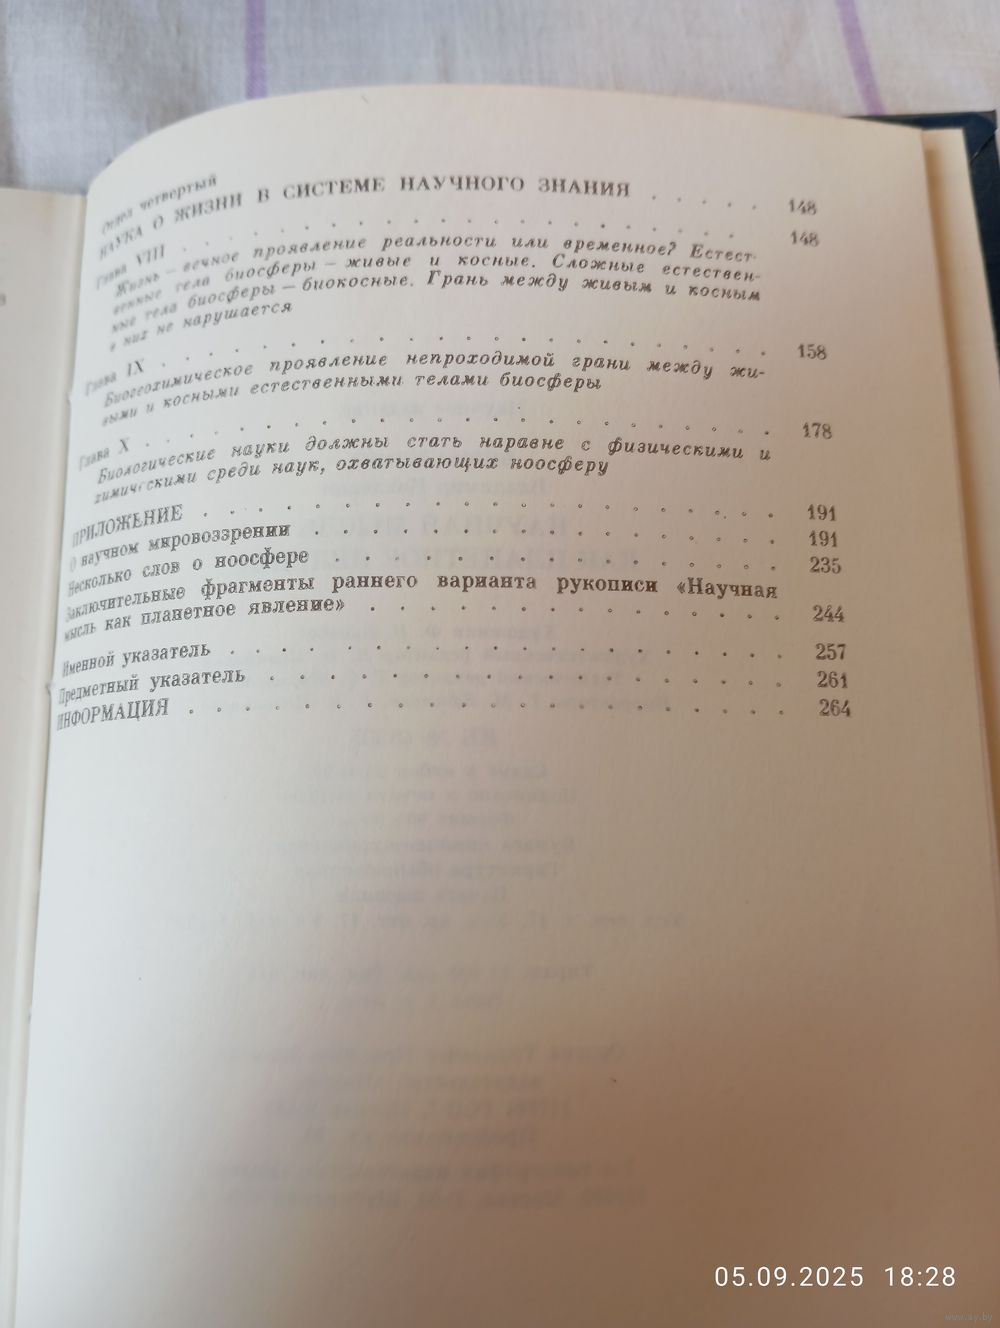 Отдел четвертый
НАУКА О ЖИЗНИ В СИСТЕМЕ НАУЧНОГО ЗНАНИЯ . . . . . 148
Глава VIII . . . . . . . . . . . . . . . . 148
Жизнь — вечное проявление реальности или временное? Естест-
венные тела биосферы — живые и косные. Сложные естествен-
ные тела биосферы — биокосные. Грань между живым и косным
в них не нарушается
Глава IX . . . . . . . . . . . . . . . . . 158
Биогеохимическое проявление непроходимой грани между жи-
выми и косными естественными телами биосферы
Глава X . . . . . . . . . . . . . . . . . . 178
Биологические науки должны стать наравне с физическими и
химическими среди наук, охватывающих ноосферу
ПРИЛОЖЕНИЕ . . . . . . . . . . . . . . . . 191
О научном мировоззрении . . . . . . . . . . . . 191
Несколько слов о ноосфере . . . . . . . . . . . . 235
Заключительные фрагменты раннего варианта рукописи «Научная
мысль как планетное явление» . . . . . . . . . . . 244
Именной указатель . . . . . . . . . . . . . . . 257
Предметный указатель . . . . . . . . . . . . . . 261
ИНФОРМАЦИЯ . . . . . . . . . . . . . . . . 264
05.09.2025 18:28
www.ay.by